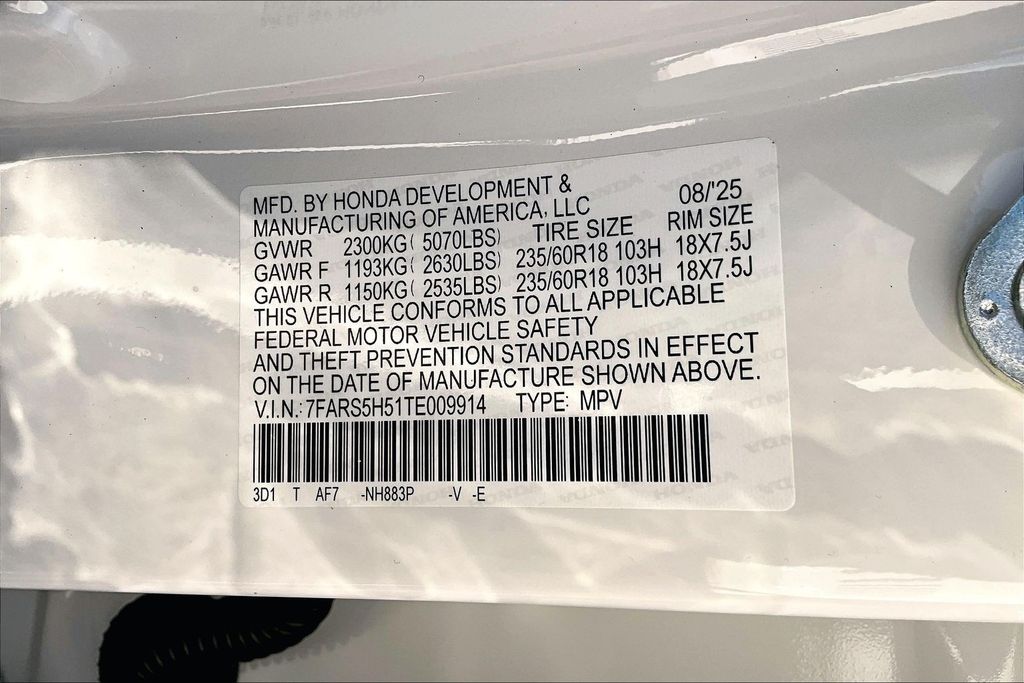 MFD. BY HONDA DEVELOPMENT & 08/'25
MANUFACTURING OF AMERICA, LLC
GVWR 2300KG( 5070LBS) TIRE SIZE RIM SIZE
GAWR F 1193KG( 2630LBS) 235/60R18 103H 18X7.5J
GAWR R 1150KG( 2535LBS) 235/60R18 103H 18X7.5J
THIS VEHICLE CONFORMS TO ALL APPLICABLE
FEDERAL MOTOR VEHICLE SAFETY
AND THEFT PREVENTION STANDARDS IN EFFECT
ON THE DATE OF MANUFACTURE SHOWN ABOVE.
V.I.N.: 7FARS5H51TE009914 TYPE: MPV
3D1 T AF7 -NH883P -V -E